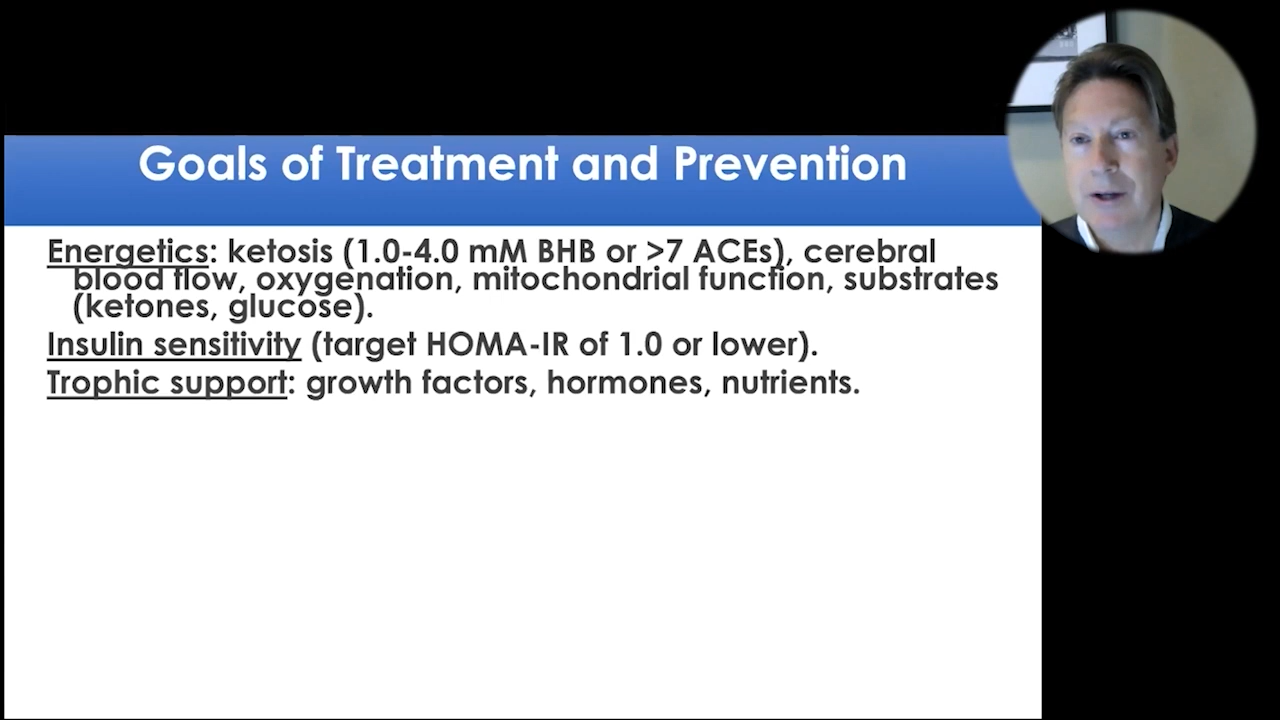 Goals of Treatment and Prevention
Energetics: ketosis (1.0-4.0 mM BHB or >7 ACEs), cerebral
blood flow, oxygenation, mitochondrial function, substrates
(ketones, glucose).
Insulin sensitivity (target HOMA-IR of 1.0 or lower).
Trophic support: growth factors, hormones, nutrients.